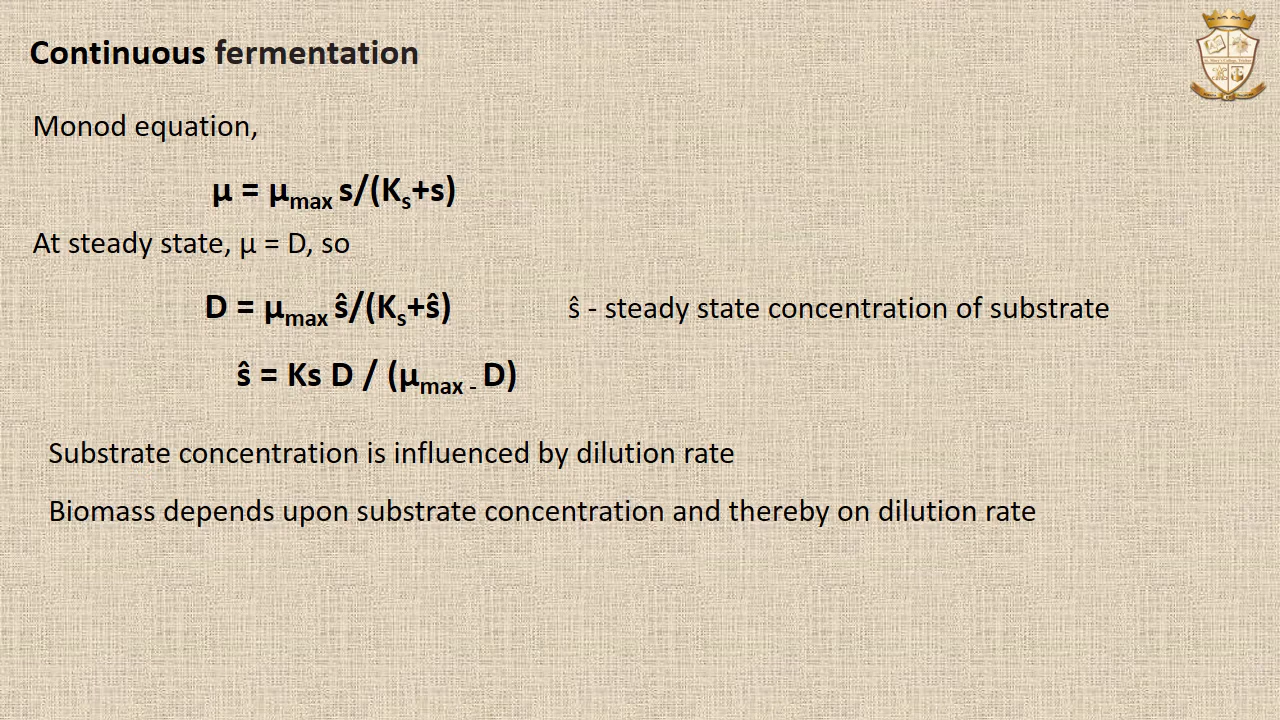 Continuous fermentation
Monod equation,
µ = µmax s/(Ks+s)
At steady state, µ = D, so
D = µmax ŝ/(Ks+ŝ)
ŝ - steady state concentration of substrate
ŝ = Ks D / (µmax - D)
Substrate concentration is influenced by dilution rate
Biomass depends upon substrate concentration and thereby on dilution rate